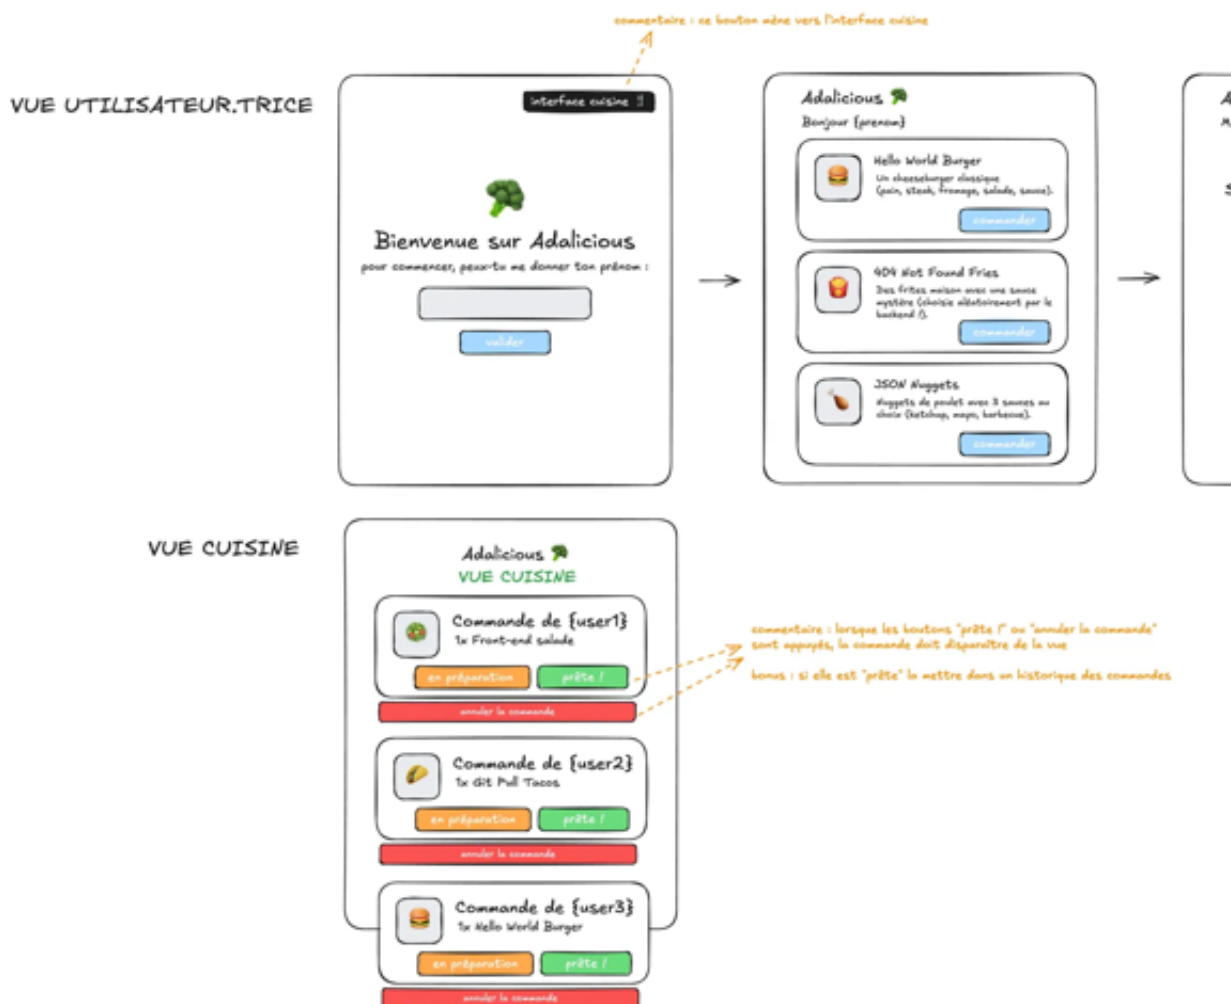 commentaire : ce bouton mène vers l'interface cuisine
VUE UTILISATEUR.TRICE
interface cuisine
Bienvenue sur Adalicious
pour commencer, peux-tu me donner ton prénom :
valider
Adalicious
Bonjour {prenom}
Hello World Burger
Un cheeseburger classique
(pain, steak, fromage, salade, sauce).
commander
404 Not Found Fries
Des frites maison avec une sauce
mystère (choisie aléatoirement par le
backend !).
commander
JSON Nuggets
Nuggets de poulet avec 3 sauces au
choix (ketchup, mayo, barbecue).
commander
VUE CUISINE
Adalicious
VUE CUISINE
Commande de {user1}
1x Front-end salade
en préparation
prête !
annuler la commande
commentaire : lorsque les boutons "prête !" ou "annuler la commande"
sont appuyés, la commande doit disparaître de la vue
bonus : si elle est "prête" la mettre dans un historique des commandes
Commande de {user2}
1x Git Pull Tacos
en préparation
prête !
annuler la commande
Commande de {user3}
1x Hello World Burger
en préparation
prête !
annuler la commande